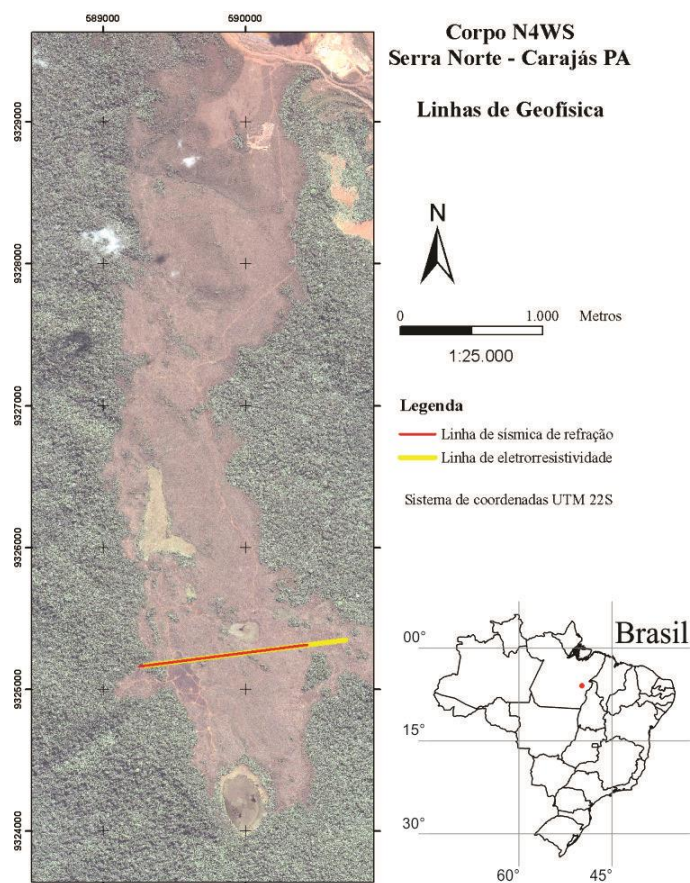 689000
690000
9329000
9328000
9327000
9326000
9325000
9324000
Corpo N4WS
Serra Norte - Carajás PA
Linhas de Geofísica
N
0 1.000 Metros
1:25.000
Legenda
Linha de sísmica de refração
Linha de eletrorresistividade
Sistema de coordenadas UTM 22S
Brasil
00°
15°
30°
60° 45°